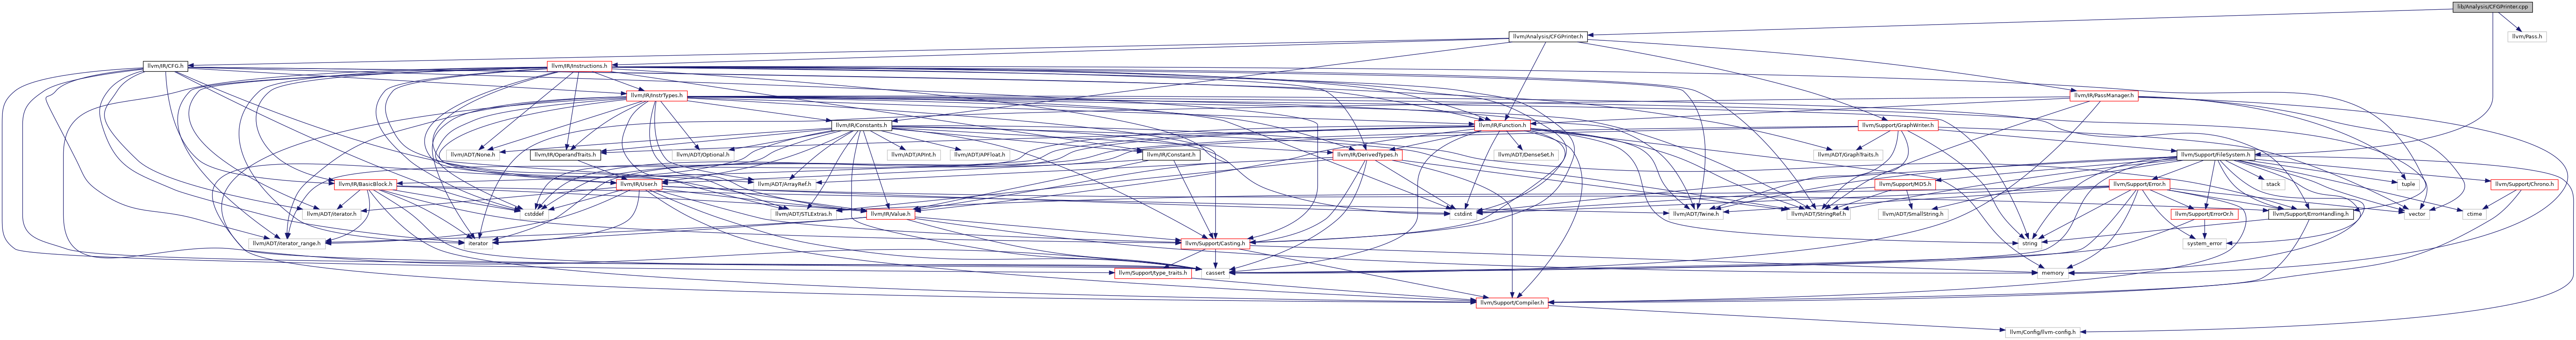 lib/Analysis/CFGPrinter.cpp
llvm/Analysis/CFGPrinter.h
llvm/Pass.h
llvm/IR/CFG.h
llvm/IR/Instructions.h
llvm/IR/InstrTypes.h
llvm/IR/PassManager.h
llvm/IR/Constants.h
llvm/IR/Function.h
llvm/Support/GraphWriter.h
llvm/ADT/None.h
llvm/IR/OperandTraits.h
llvm/ADT/Optional.h
llvm/ADT/APInt.h
llvm/ADT/APFloat.h
llvm/IR/Constant.h
llvm/IR/DerivedTypes.h
llvm/ADT/DenseSet.h
llvm/ADT/GraphTraits.h
llvm/Support/FileSystem.h
llvm/IR/BasicBlock.h
llvm/IR/User.h
llvm/ADT/ArrayRef.h
llvm/Support/MD5.h
llvm/Support/Error.h
stack
tuple
llvm/Support/Chrono.h
llvm/ADT/iterator.h
cstddef
llvm/ADT/STLExtras.h
llvm/IR/Value.h
cstdint
llvm/ADT/Twine.h
llvm/ADT/StringRef.h
llvm/ADT/SmallString.h
llvm/Support/ErrorOr.h
llvm/Support/ErrorHandling.h
vector
ctime
llvm/ADT/iterator_range.h
iterator
llvm/Support/Casting.h
string
system_error
llvm/Support/type_traits.h
cassert
memory
llvm/Support/Compiler.h
llvm/Config/llvm-config.h